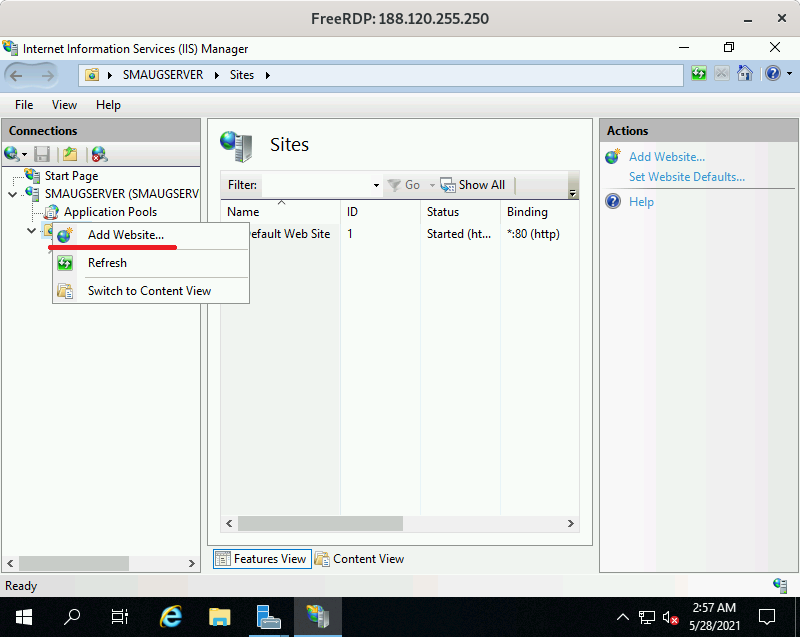 FreeRDP: 188.120.255.250
Internet Information Services (IIS) Manager
SMAUGSERVER
Sites
File View Help
Connections
Start Page
SMAUGSERVER (SMAUGSERV
Application Pools
Add Website...
Refresh
Switch to Content View
Sites
Filter:
Go
Show All
Name ID Status Binding
efault Web Site 1 Started (ht... *:80 (http)
Features View
Content View
Actions
Add Website...
Set Website Defaults...
Help
Ready
2:57 AM
5/28/2021